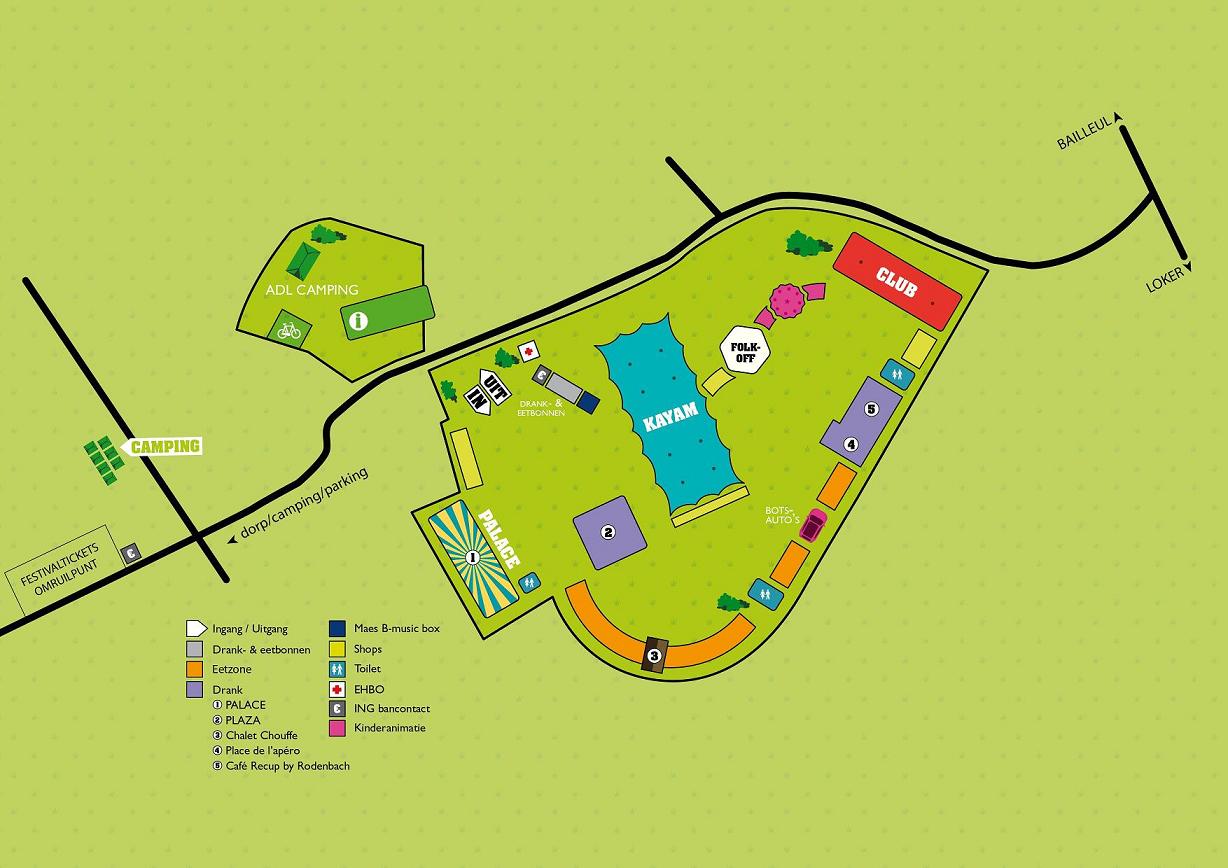 BAILLEUL
LOKER
ADL CAMPING
i
CLUB
FOLK-
OFF
KAYAM
UIT
IN
€
DRANK- &
EETBONNEN
5
4
BOTS-
AUTO'S
2
PALACE
1
3
CAMPING
dorp/camping/parking
FESTIVALTICKETS
OMRUILPUNT
€
Ingang / Uitgang
Drank- & eetbonnen
Eetzone
Drank
1 PALACE
2 PLAZA
3 Chalet Chouffe
4 Place de l'apéro
5 Café Recup by Rodenbach
Maes B-music box
Shops
Toilet
EHBO
€ ING bancontact
Kinderanimatie